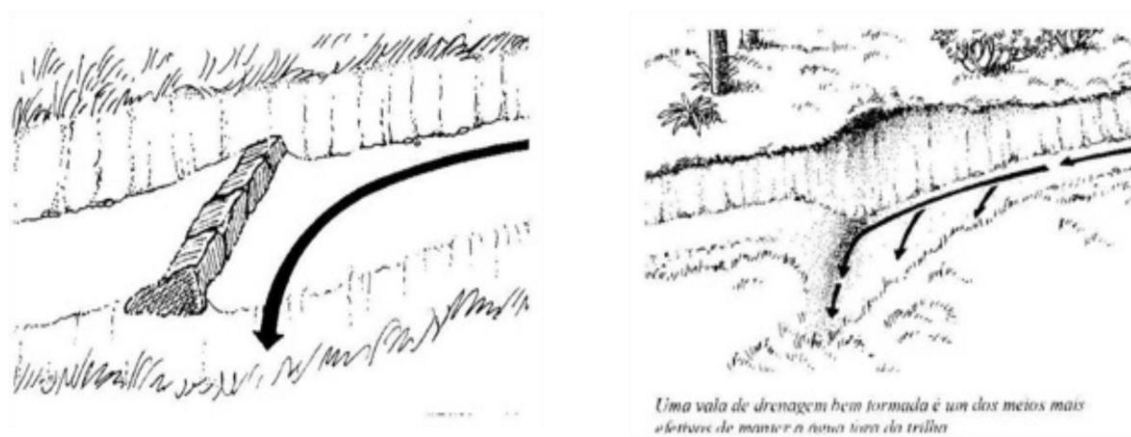 Uma vala de drenagem bem formada é um dos meios mais
efetivos de manter a água fora da trilha